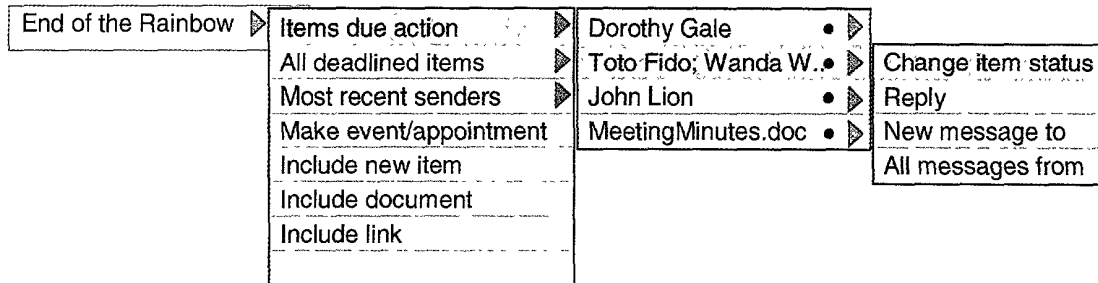 End of the Rainbow
Items due action
All deadlined items
Most recent senders
Make event/appointment
Include new item
Include document
Include link
Dorothy Gale •
Toto Fido; Wanda W..•
John Lion •
MeetingMinutes.doc •
Change item status
Reply
New message to
All messages from